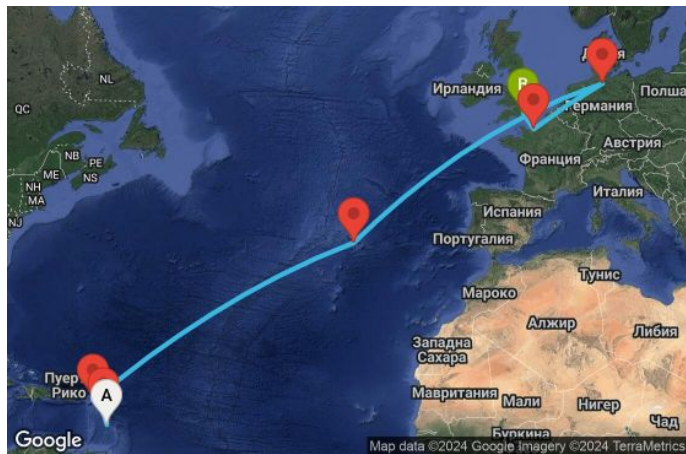 NL
QC
NB
PE
ME
NS
NH
MA
NJ
Ирландия
Полша
Германия
Франция
Австрия
Италия
Испания
Португалия
Тунис
Мароко
Алжир
Либия
Западна
Сахара
Мавритания
Мали
Нигер
Чад
Пуер
Рико
A
Google
Map data ©2024 Google Imagery ©2024 TerraMetrics